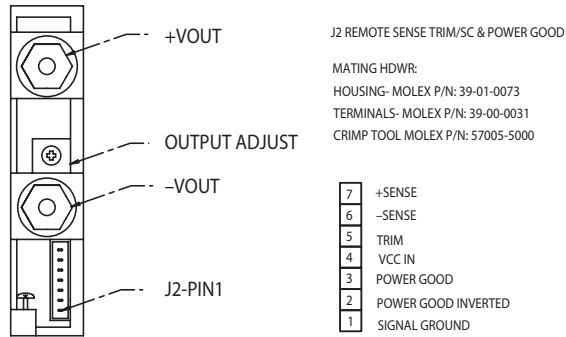 +VOUT
OUTPUT ADJUST
–VOUT
J2-PIN1
J2 REMOTE SENSE TRIM/SC & POWER GOOD
MATING HDWR:
HOUSING- MOLEX P/N: 39-01-0073
TERMINALS- MOLEX P/N: 39-00-0031
CRIMP TOOL MOLEX P/N: 57005-5000
7 +SENSE
6 –SENSE
5 TRIM
4 VCC IN
3 POWER GOOD
2 POWER GOOD INVERTED
1 SIGNAL GROUND